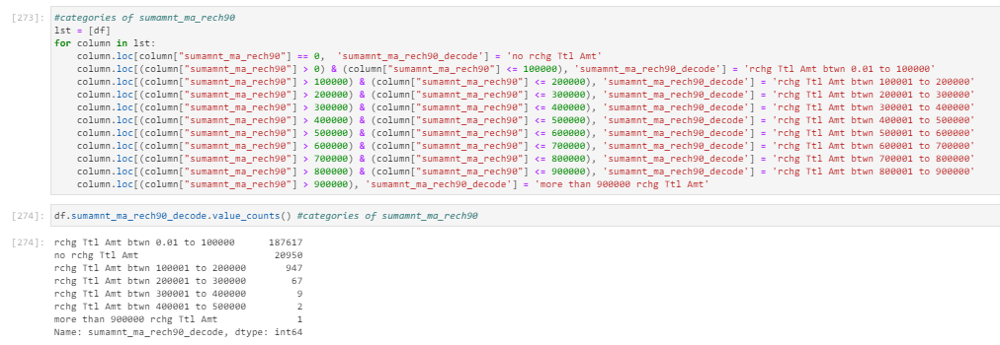 [273]: #categories of sumamnt_ma_rech90
lst = [df]
for column in lst:
    column.loc[column["sumamnt_ma_rech90"] == 0,  'sumamnt_ma_rech90_decode'] = 'no rchg Ttl Amt'
    column.loc[(column["sumamnt_ma_rech90"] > 0) & (column["sumamnt_ma_rech90"] <= 100000), 'sumamnt_ma_rech90_decode'] = 'rchg Ttl Amt btwn 0.01 to 100000'
    column.loc[(column["sumamnt_ma_rech90"] > 100000) & (column["sumamnt_ma_rech90"] <= 200000), 'sumamnt_ma_rech90_decode'] = 'rchg Ttl Amt btwn 100001 to 200000'
    column.loc[(column["sumamnt_ma_rech90"] > 200000) & (column["sumamnt_ma_rech90"] <= 300000), 'sumamnt_ma_rech90_decode'] = 'rchg Ttl Amt btwn 200001 to 300000'
    column.loc[(column["sumamnt_ma_rech90"] > 300000) & (column["sumamnt_ma_rech90"] <= 400000), 'sumamnt_ma_rech90_decode'] = 'rchg Ttl Amt btwn 300001 to 400000'
    column.loc[(column["sumamnt_ma_rech90"] > 400000) & (column["sumamnt_ma_rech90"] <= 500000), 'sumamnt_ma_rech90_decode'] = 'rchg Ttl Amt btwn 400001 to 500000'
    column.loc[(column["sumamnt_ma_rech90"] > 500000) & (column["sumamnt_ma_rech90"] <= 600000), 'sumamnt_ma_rech90_decode'] = 'rchg Ttl Amt btwn 500001 to 600000'
    column.loc[(column["sumamnt_ma_rech90"] > 600000) & (column["sumamnt_ma_rech90"] <= 700000), 'sumamnt_ma_rech90_decode'] = 'rchg Ttl Amt btwn 600001 to 700000'
    column.loc[(column["sumamnt_ma_rech90"] > 700000) & (column["sumamnt_ma_rech90"] <= 800000), 'sumamnt_ma_rech90_decode'] = 'rchg Ttl Amt btwn 700001 to 800000'
    column.loc[(column["sumamnt_ma_rech90"] > 800000) & (column["sumamnt_ma_rech90"] <= 900000), 'sumamnt_ma_rech90_decode'] = 'rchg Ttl Amt btwn 800001 to 900000'
    column.loc[(column["sumamnt_ma_rech90"] > 900000), 'sumamnt_ma_rech90_decode'] = 'more than 900000 rchg Ttl Amt'
[274]: df.sumamnt_ma_rech90_decode.value_counts() #categories of sumamnt_ma_rech90
[274]: rchg Ttl Amt btwn 0.01 to 100000      187617
no rchg Ttl Amt                        20950
rchg Ttl Amt btwn 100001 to 200000       947
rchg Ttl Amt btwn 200001 to 300000        67
rchg Ttl Amt btwn 300001 to 400000         9
rchg Ttl Amt btwn 400001 to 500000         2
more than 900000 rchg Ttl Amt              1
Name: sumamnt_ma_rech90_decode, dtype: int64